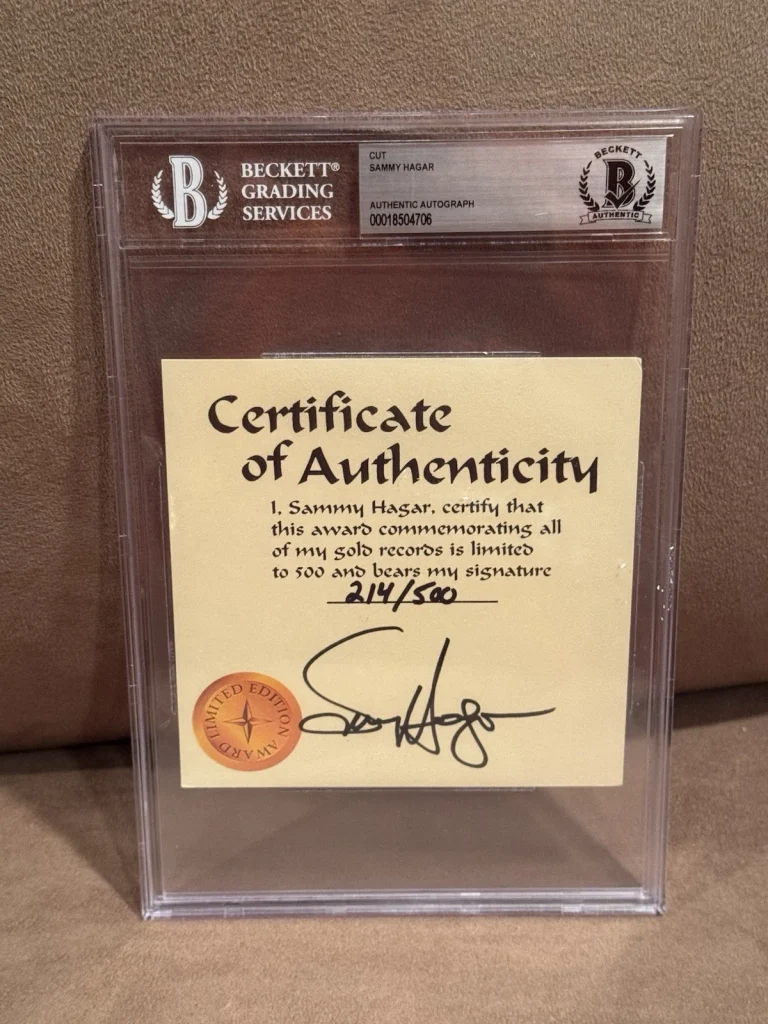 B
BECKETT®
GRADING
SERVICES
CUT
SAMMY HAGAR
AUTHENTIC AUTOGRAPH
00018504706
BECKETT
B
AUTHENTIC
Certificate
of Authenticity
I, Sammy Hagar, certify that
this award commemorating all
of my gold records is limited
to 500 and bears my signature
214/500
Sammy Hagar
LIMITED EDITION
AWARD